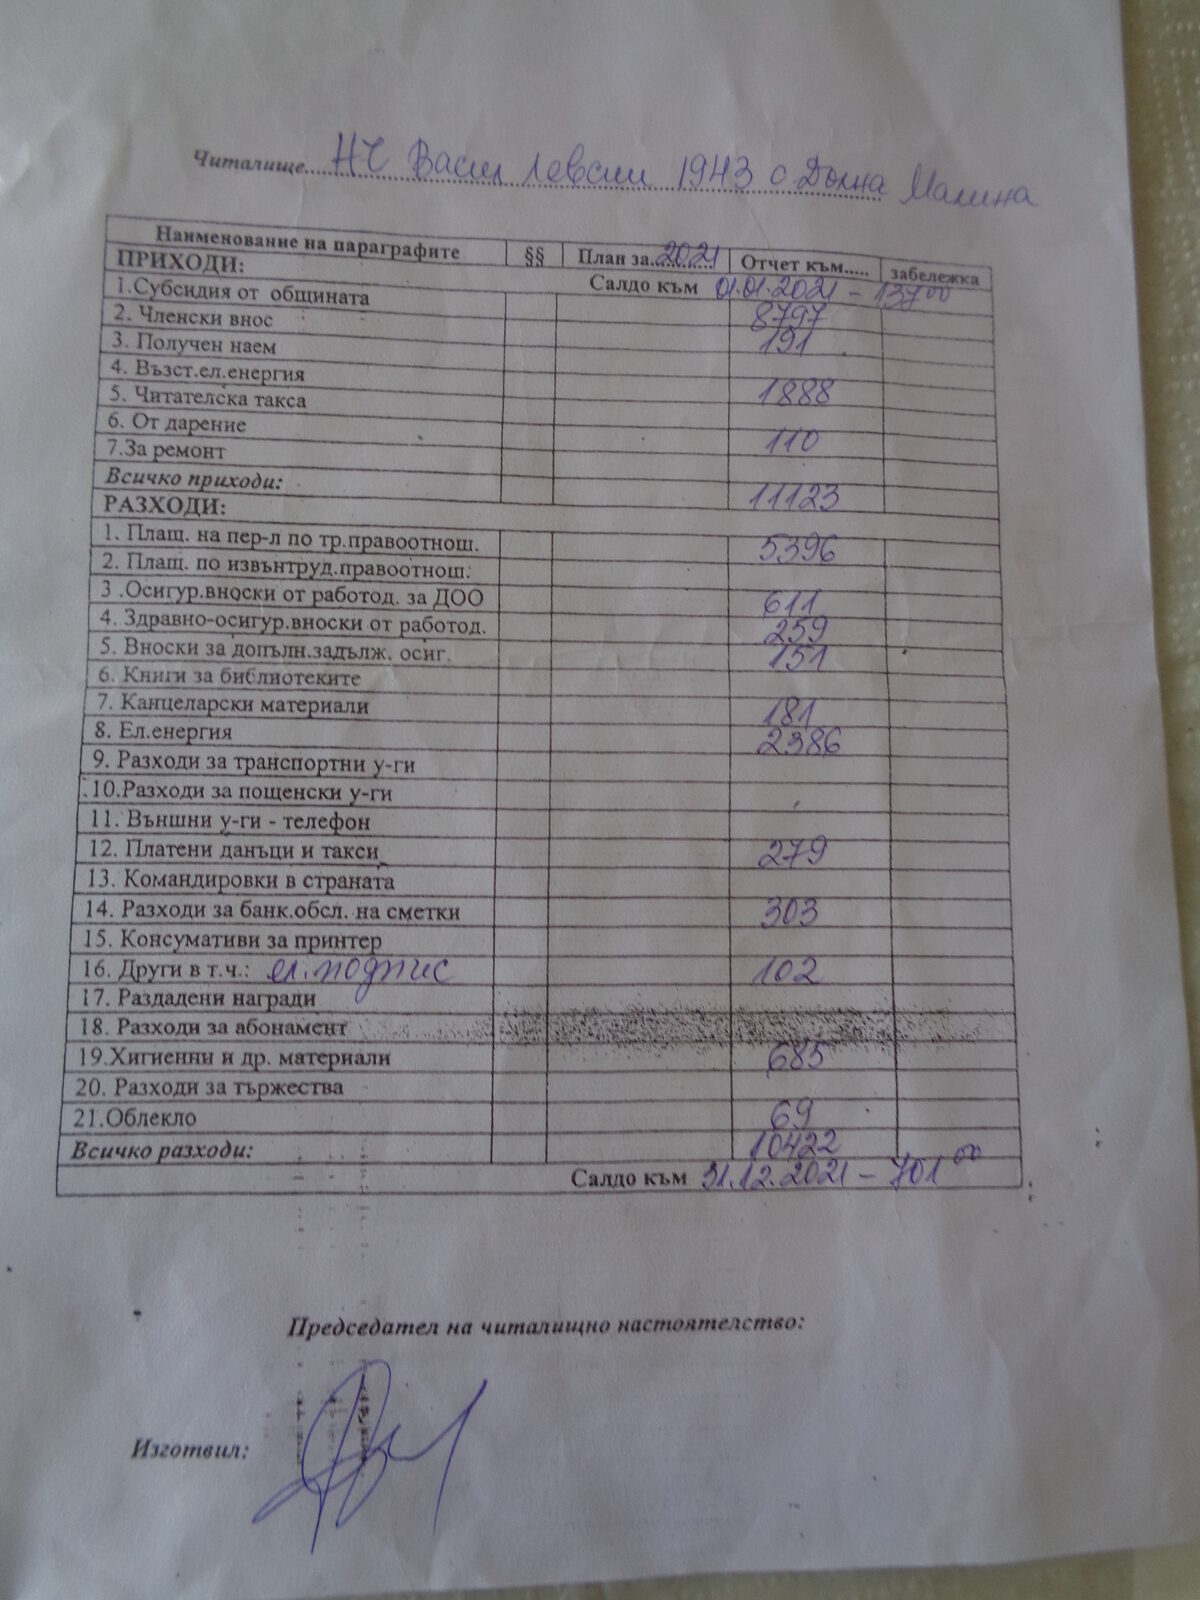 Читалище....НЧ Васил Левски 1943 с. Долна Малина
Наименование на параграфите §§ План за 2021 Отчет към..... забележка
ПРИХОДИ: Салдо към 01.01.2021 – 137 00
1.Субсидия от общината 8797
2. Членски внос 191
3. Получен наем
4. Възст.ел.енергия 1888
5. Читателска такса
6. От дарение 110
7.За ремонт
Всичко приходи: 11123
РАЗХОДИ:
1. Плащ. на пер-л по тр.правоотнош. 5396
2. Плащ. по извънтруд.правоотнош.
3 .Осигур.вноски от работод. за ДОО 611
4. Здравно-осигур.вноски от работод. 259
5. Вноски за допълн.задълж. осиг. 151
6. Книги за библиотеките
7. Канцеларски материали 181
8. Ел.енергия 2386
9. Разходи за транспортни у-ги
10.Разходи за пощенски у-ги
11. Външни у-ги - телефон
12. Платени данъци и такси 279
13. Командировки в страната
14. Разходи за банк.обсл. на сметки 303
15. Консумативи за принтер
16. Други в т.ч.: ел. подпис 102
17. Раздадени награди
18. Разходи за абонамент
19.Хигиенни и др. материали 685
20. Разходи за тържества
21.Облекло 69
Всичко разходи: 10422
Салдо към 31.12.2021 – 701 00
Председател на читалищно настоятелство:
Изготвил: